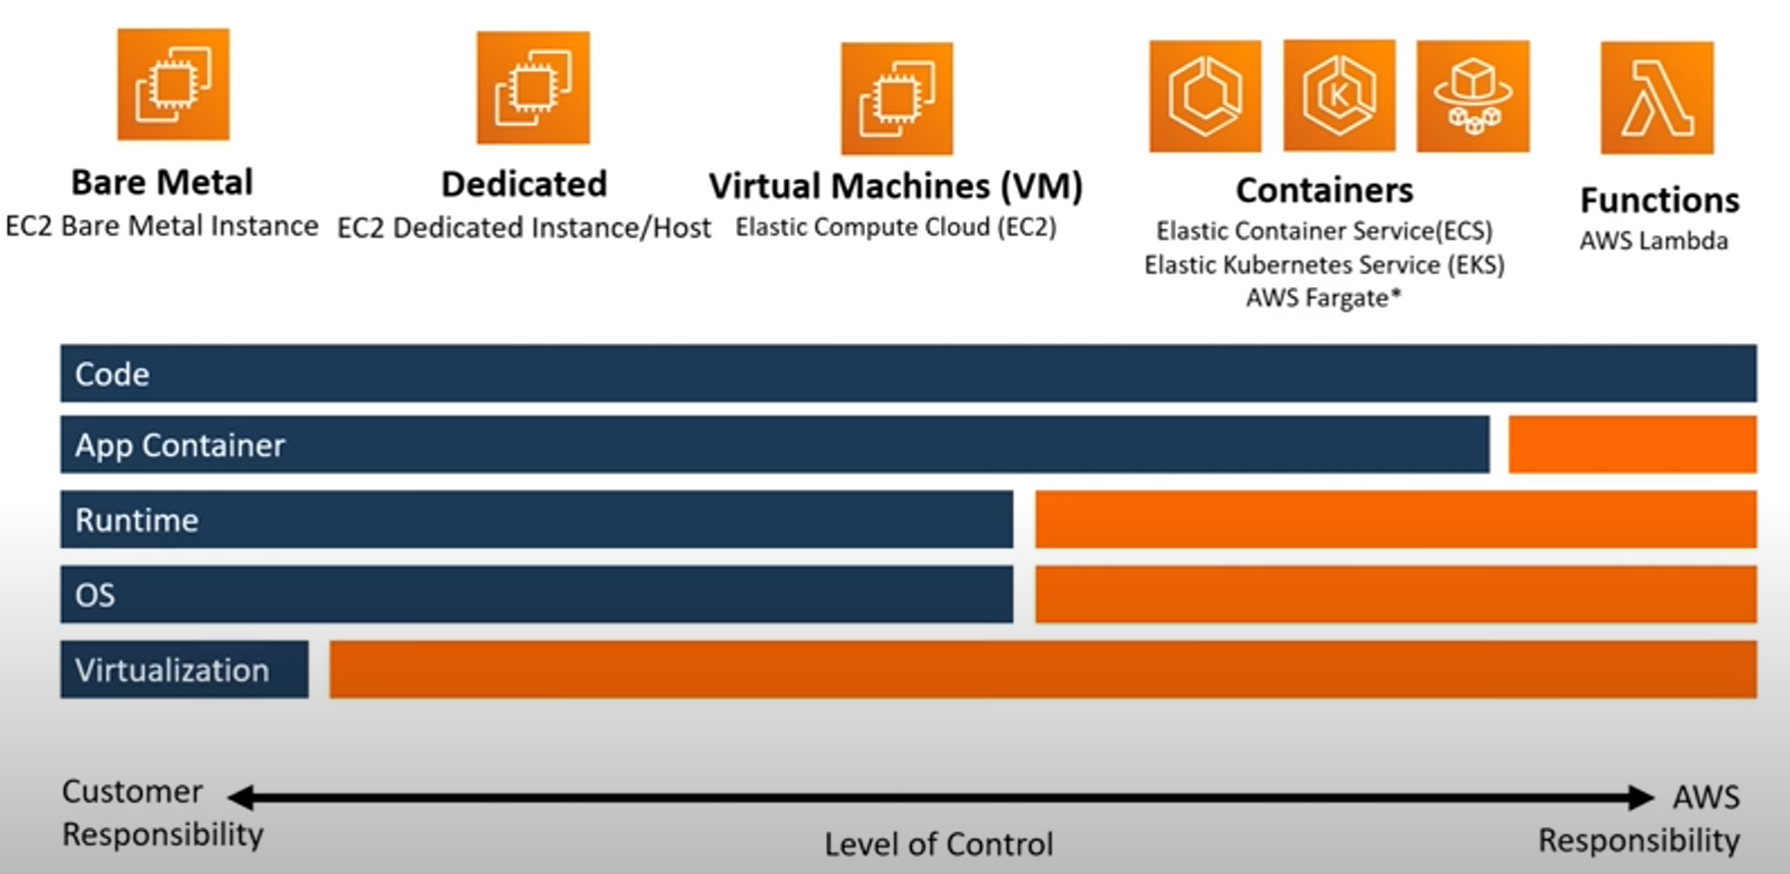 Bare Metal
EC2 Bare Metal Instance
Dedicated
EC2 Dedicated Instance/Host
Virtual Machines (VM)
Elastic Compute Cloud (EC2)
K
Containers
Elastic Container Service(ECS)
Elastic Kubernetes Service (EKS)
AWS Fargate*
Functions
AWS Lambda
Code
App Container
Runtime
OS
Virtualization
Customer
Responsibility
Level of Control
AWS
Responsibility